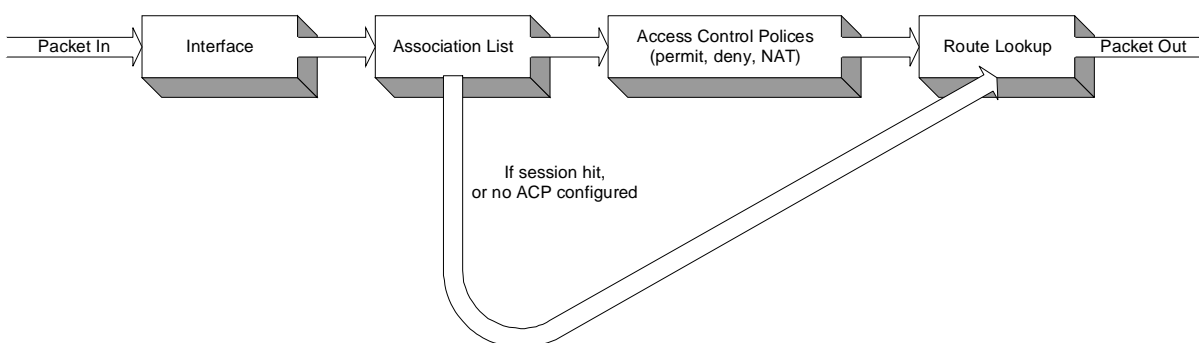 Packet In
Interface
Association List
Access Control Polices
(permit, deny, NAT)
Route Lookup
Packet Out
If session hit,
or no ACP configured